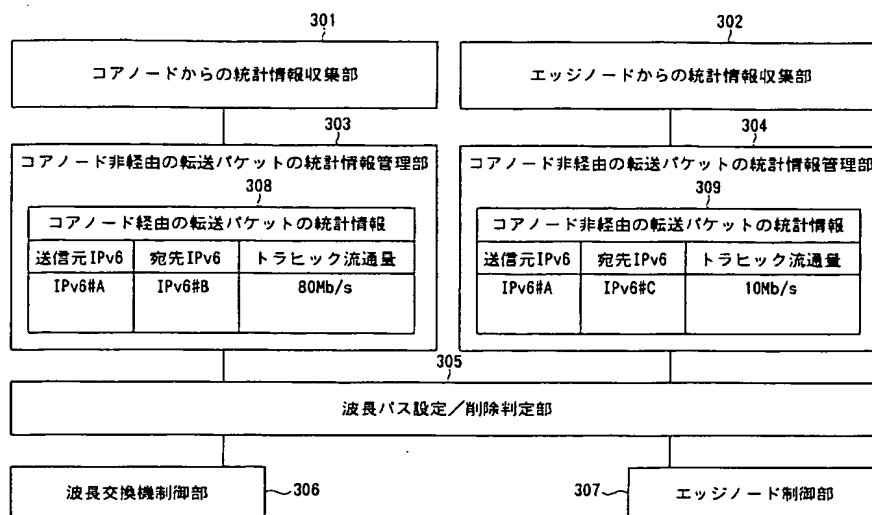 301
302
コアノードからの統計情報収集部
エッジノードからの統計情報収集部
303
304
コアノード非経由の転送パケットの統計情報管理部
コアノード非経由の転送パケットの統計情報管理部
308
309
コアノード経由の転送パケットの統計情報
送信元IPv6 宛先IPv6 トラヒック流通量
IPv6#A IPv6#B 80Mb/s
コアノード非経由の転送パケットの統計情報
送信元IPv6 宛先IPv6 トラヒック流通量
IPv6#A IPv6#C 10Mb/s
305
波長パス設定/削除判定部
波長交換機制御部
306
307
エッジノード制御部